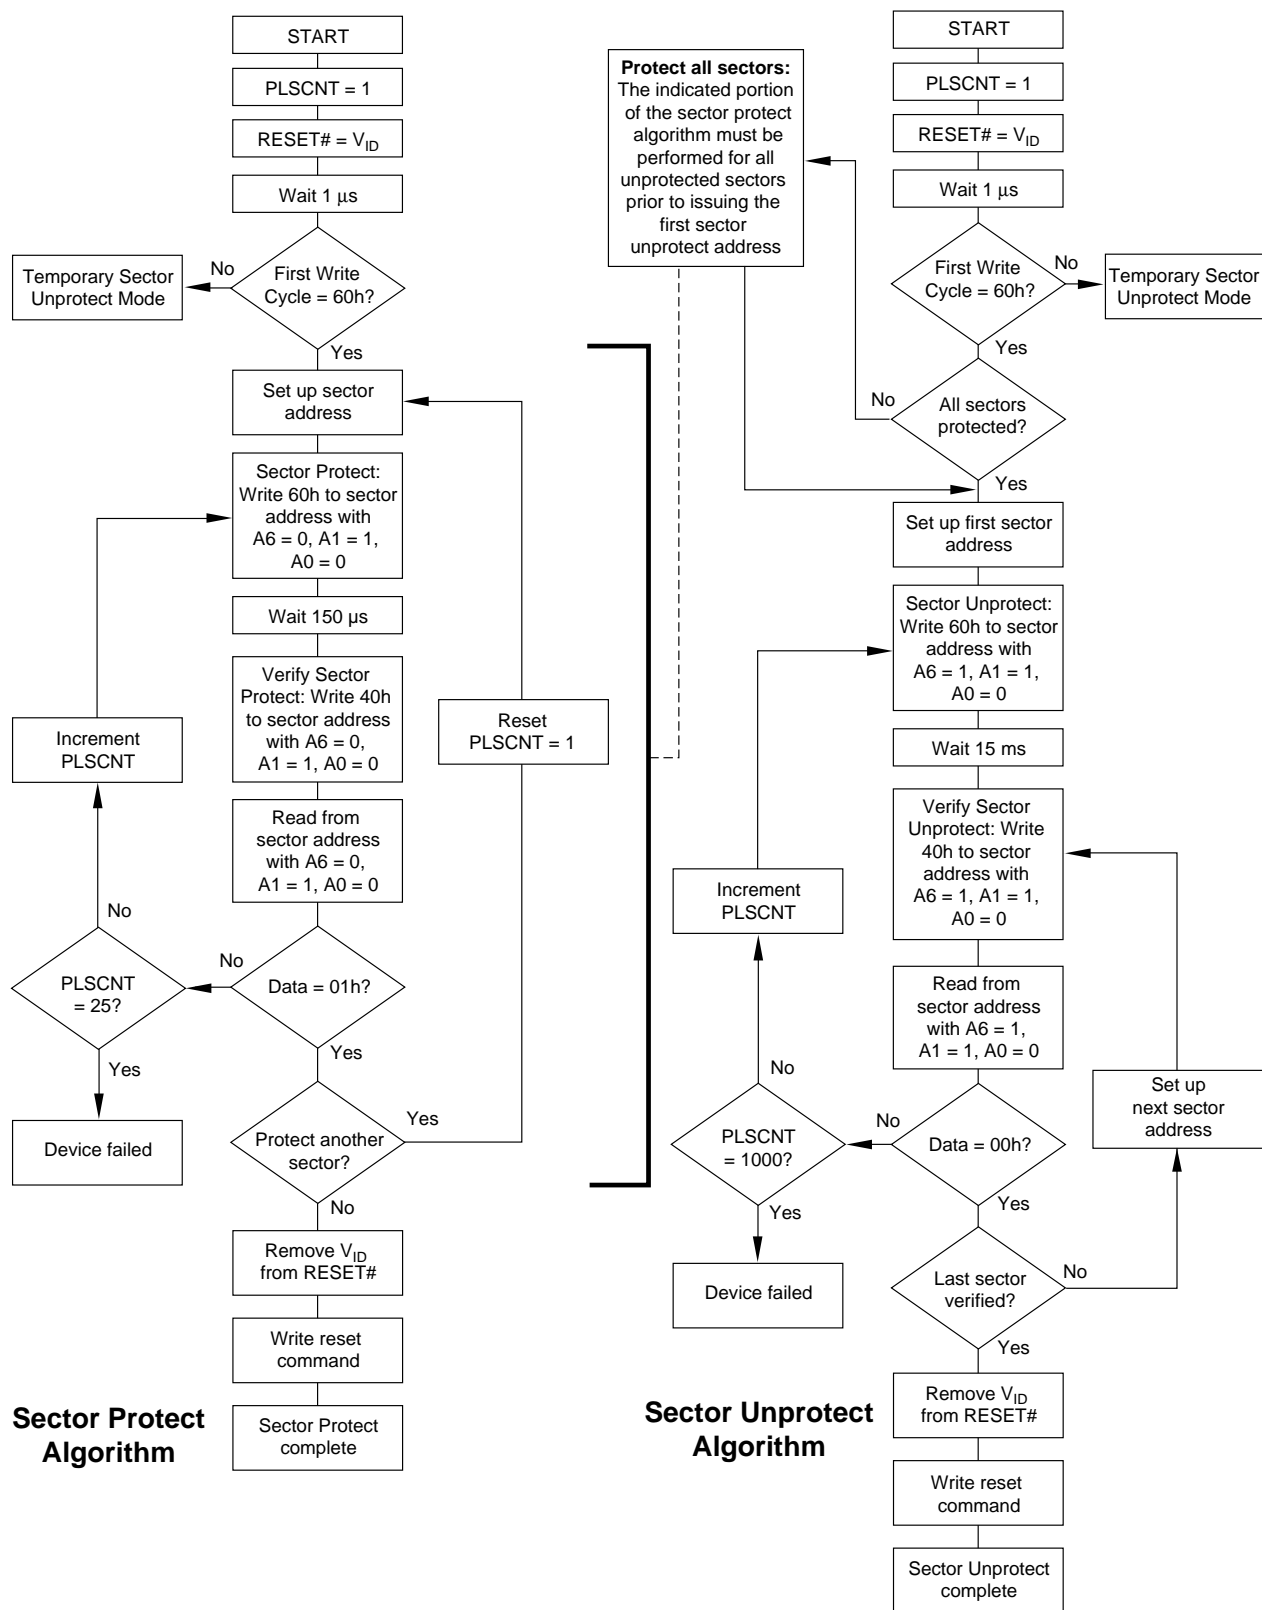 START
PLSCNT = 1
RESET# = VID
Wait 1 μs
First Write
Cycle = 60h?
No
Temporary Sector
Unprotect Mode
Yes
Set up sector
address
Sector Protect:
Write 60h to sector
address with
A6 = 0, A1 = 1,
A0 = 0
Wait 150 µs
Verify Sector
Protect: Write 40h
to sector address
with A6 = 0,
A1 = 1, A0 = 0
Read from
sector address
with A6 = 0,
A1 = 1, A0 = 0
Data = 01h?
No
PLSCNT
= 25?
No
Increment
PLSCNT
Yes
Device failed
Yes
Protect another
sector?
Yes
Reset
PLSCNT = 1
No
Remove VID
from RESET#
Write reset
command
Sector Protect
complete
Sector Protect
Algorithm
Protect all sectors:
The indicated portion
of the sector protect
algorithm must be
performed for all
unprotected sectors
prior to issuing the
first sector
unprotect address
START
PLSCNT = 1
RESET# = VID
Wait 1 μs
First Write
Cycle = 60h?
No
Temporary Sector
Unprotect Mode
Yes
All sectors
protected?
No
Yes
Set up first sector
address
Sector Unprotect:
Write 60h to sector
address with
A6 = 1, A1 = 1,
A0 = 0
Wait 15 ms
Verify Sector
Unprotect: Write
40h to sector
address with
A6 = 1, A1 = 1,
A0 = 0
Read from
sector address
with A6 = 1,
A1 = 1, A0 = 0
Data = 00h?
No
PLSCNT
= 1000?
No
Increment
PLSCNT
Yes
Device failed
Yes
Last sector
verified?
No
Set up
next sector
address
Yes
Remove VID
from RESET#
Write reset
command
Sector Unprotect
complete
Sector Unprotect
Algorithm